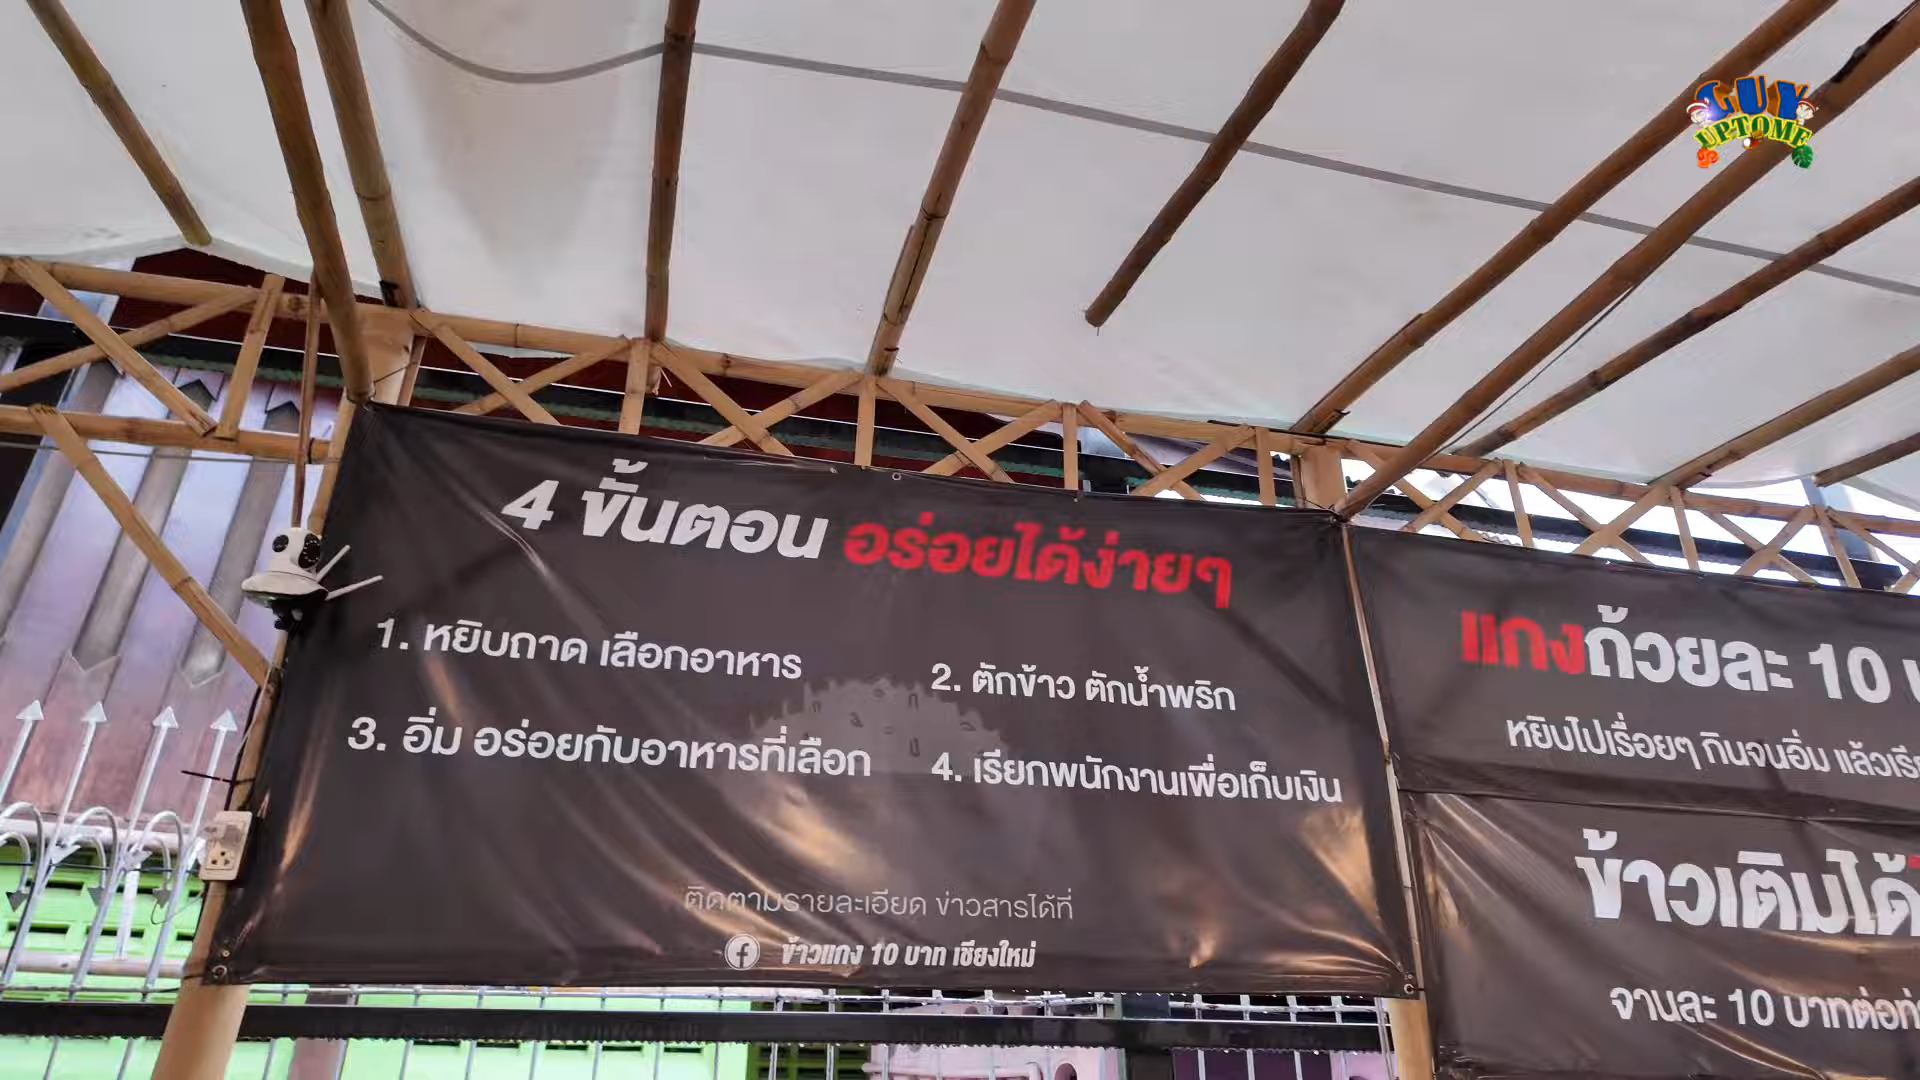 LUY
UPTOME
4 ขั้นตอน อร่อยได้ง่ายๆ
1. หยิบถาด เลือกอาหาร
2. ตักข้าว ตักน้ำพริก
3. อิ่ม อร่อยกับอาหารที่เลือก
4. เรียกพนักงานเพื่อเก็บเงิน
ติดตามรายละเอียด ข่าวสารได้ที่
ข้าวแกง 10 บาท เชียงใหม่
แกงถ้วยละ 10
หยิบไปเรื่อยๆ กินจนอิ่ม แล้ว
ข้าวเติมได้
จานละ 10 บาทต่อ